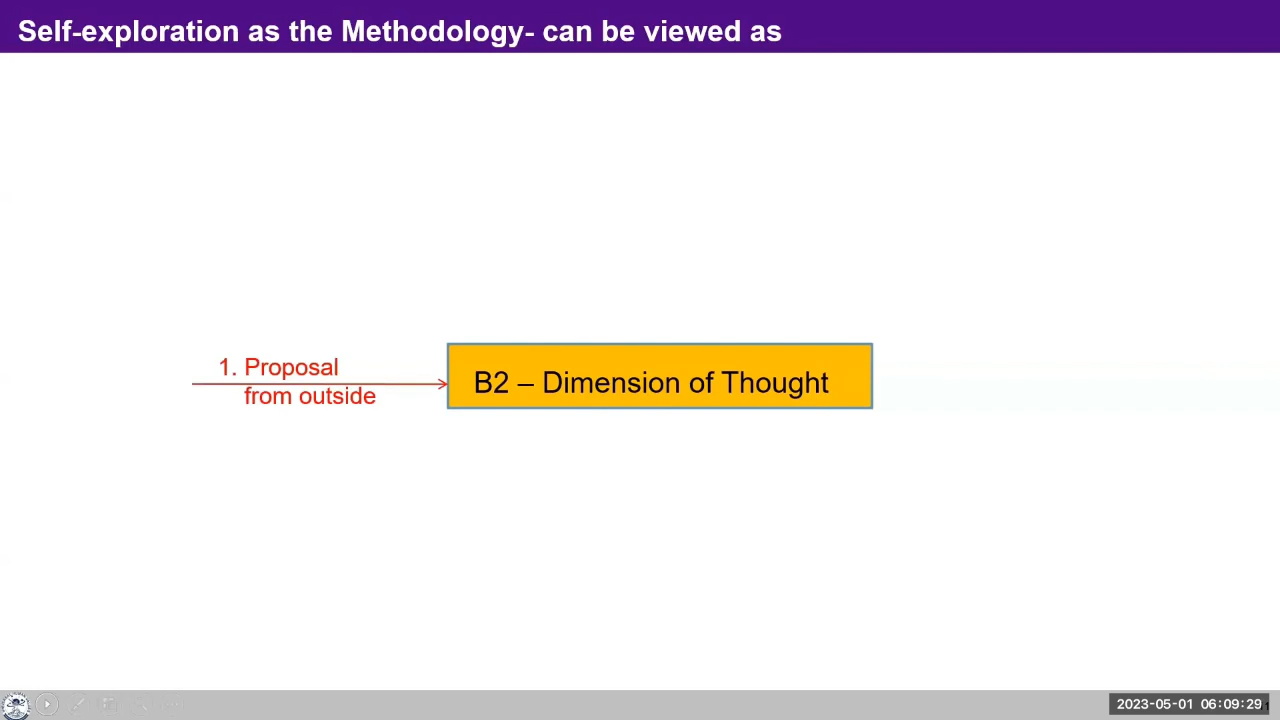 Self-exploration as the Methodology- can be viewed as
1. Proposal
from outside
B2 – Dimension of Thought
2023-05-01 06:09:29